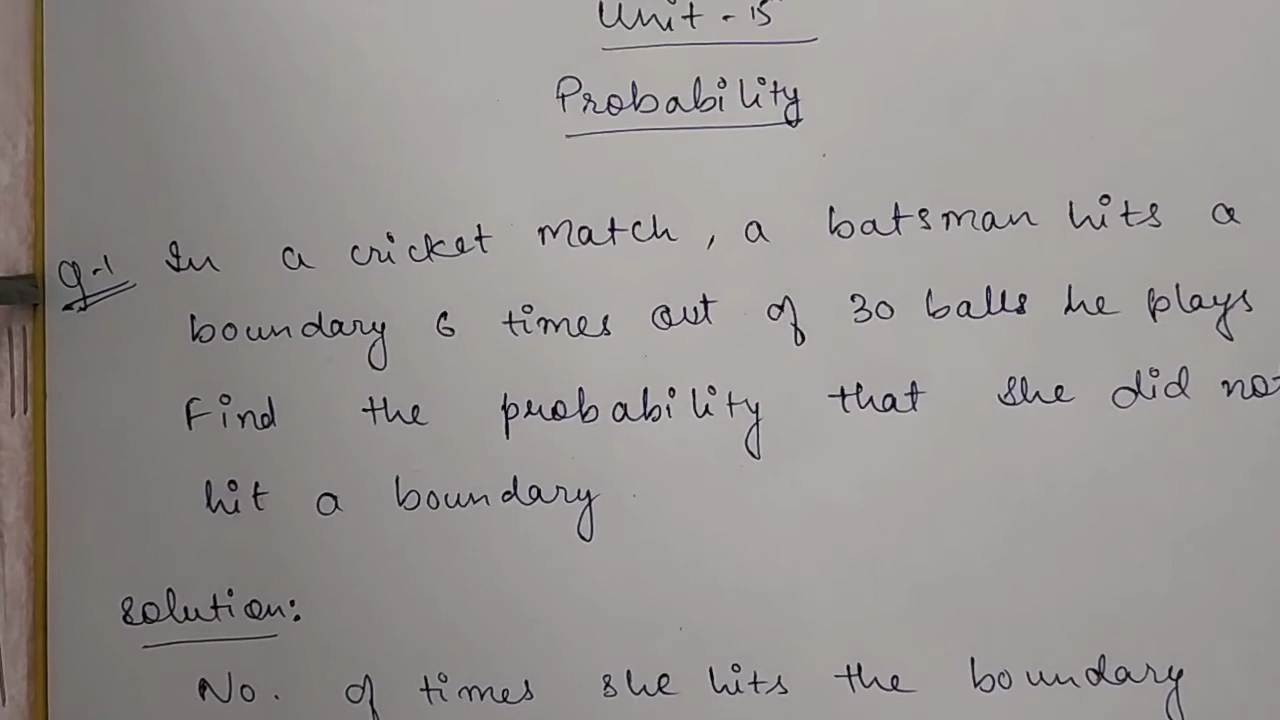 Unit - 15
Probability
Q-1 In a cricket match, a batsman hits a
boundary 6 times out of 30 balls he plays
Find the probability that she did not
hit a boundary
Solution:
No. of times she hits the boundary